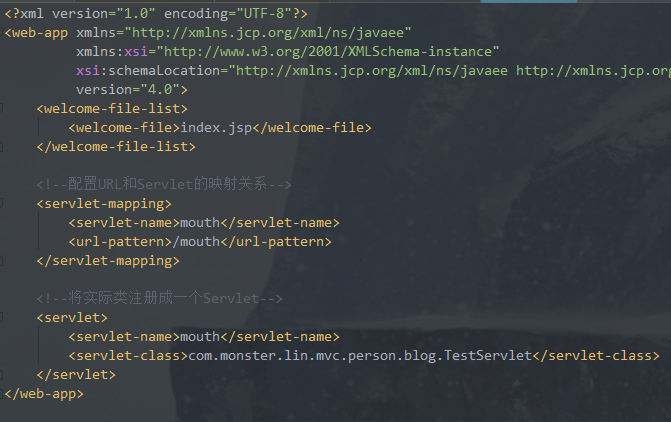 <?xml version="1.0" encoding="UTF-8"?>
<web-app xmlns="http://xmlns.jcp.org/xml/ns/javaee"
xmlns:xsi="http://www.w3.org/2001/XMLSchema-instance"
xsi:schemaLocation="http://xmlns.jcp.org/xml/ns/javaee http://xmlns.jcp.org
version="4.0">
<welcome-file-list>
<welcome-file>index.jsp</welcome-file>
</welcome-file-list>
<!--配置URL和Servlet的映射关系-->
<servlet-mapping>
<servlet-name>mouth</servlet-name>
<url-pattern>/mouth</url-pattern>
</servlet-mapping>
<!--将实际类注册成一个Servlet-->
<servlet>
<servlet-name>mouth</servlet-name>
<servlet-class>com.monster.lin.mvc.person.blog.TestServlet</servlet-class>
</servlet>
</web-app>